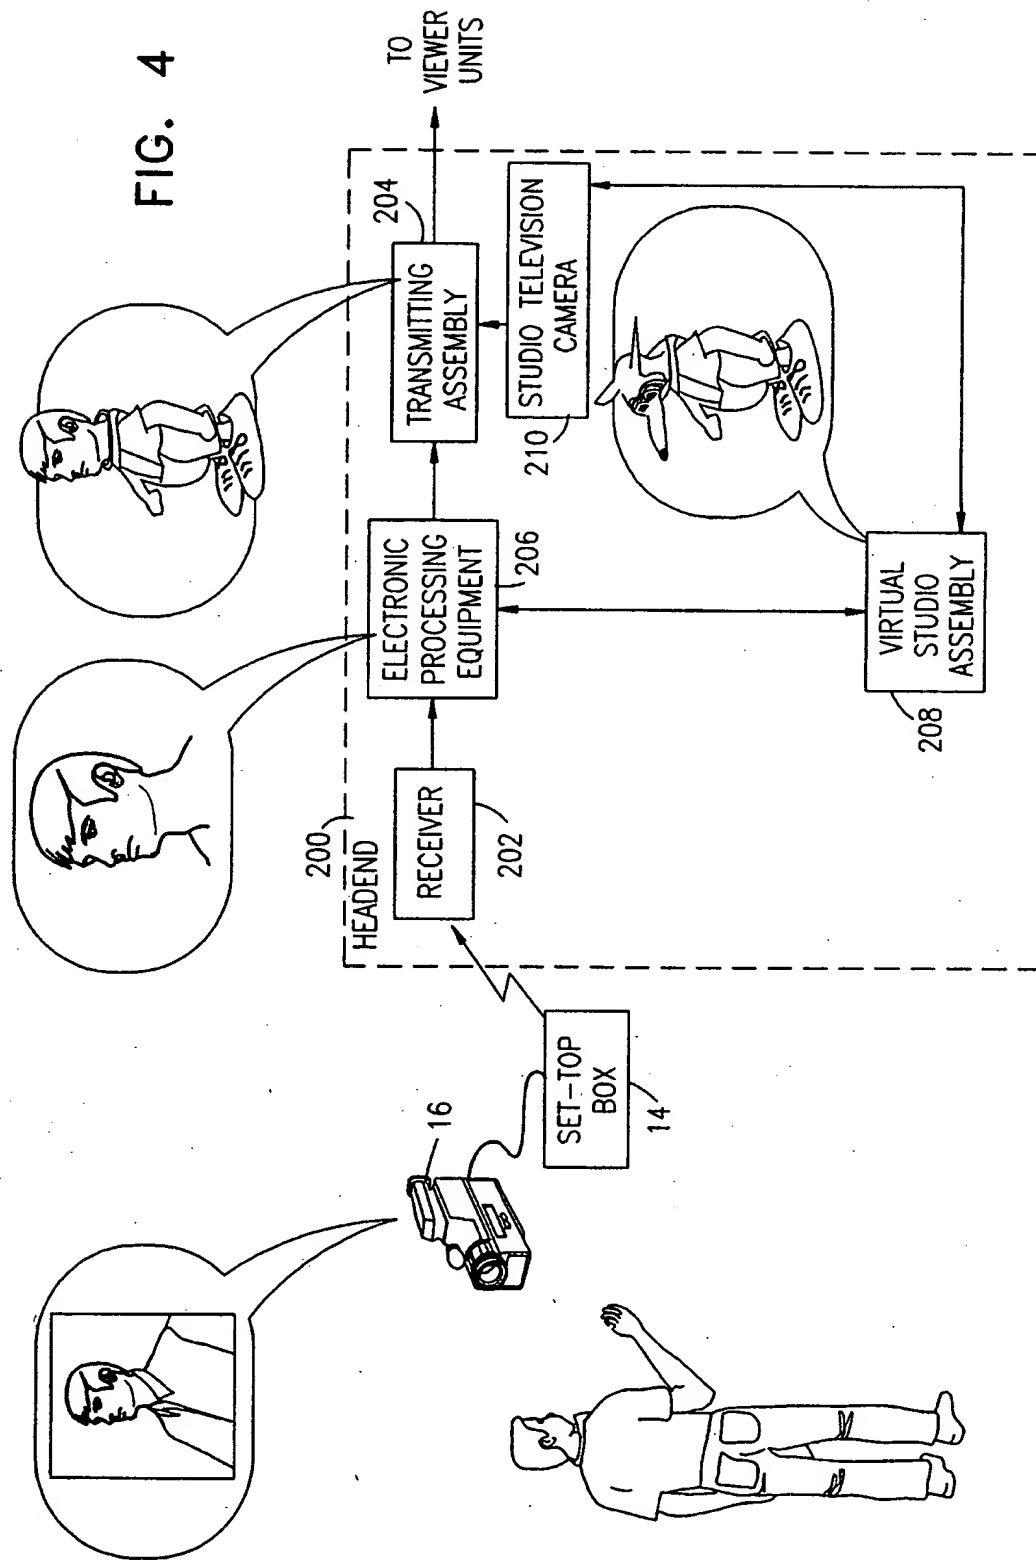 FIG. 4
16
SET-TOP
BOX
14
200
HEADEND
RECEIVER
202
ELECTRONIC
PROCESSING
EQUIPMENT
206
204
TRANSMITTING
ASSEMBLY
TO
VIEWER
UNITS
STUDIO TELEVISION
CAMERA
210
VIRTUAL
STUDIO
ASSEMBLY
208